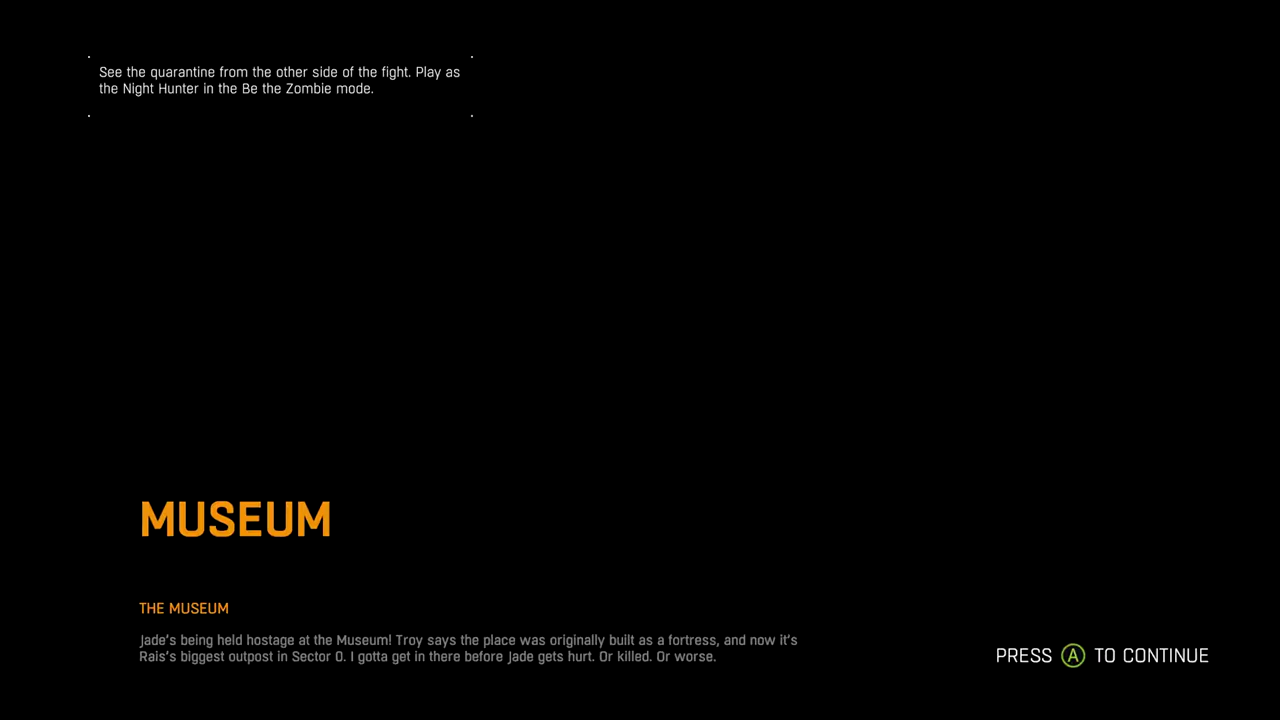 See the quarantine from the other side of the fight. Play as
the Night Hunter in the Be the Zombie mode.
MUSEUM
THE MUSEUM
Jade's being held hostage at the Museum! Troy says the place was originally built as a fortress, and now it's
Rais's biggest outpost in Sector 0. I gotta get in there before Jade gets hurt. Or killed. Or worse.
PRESS A TO CONTINUE